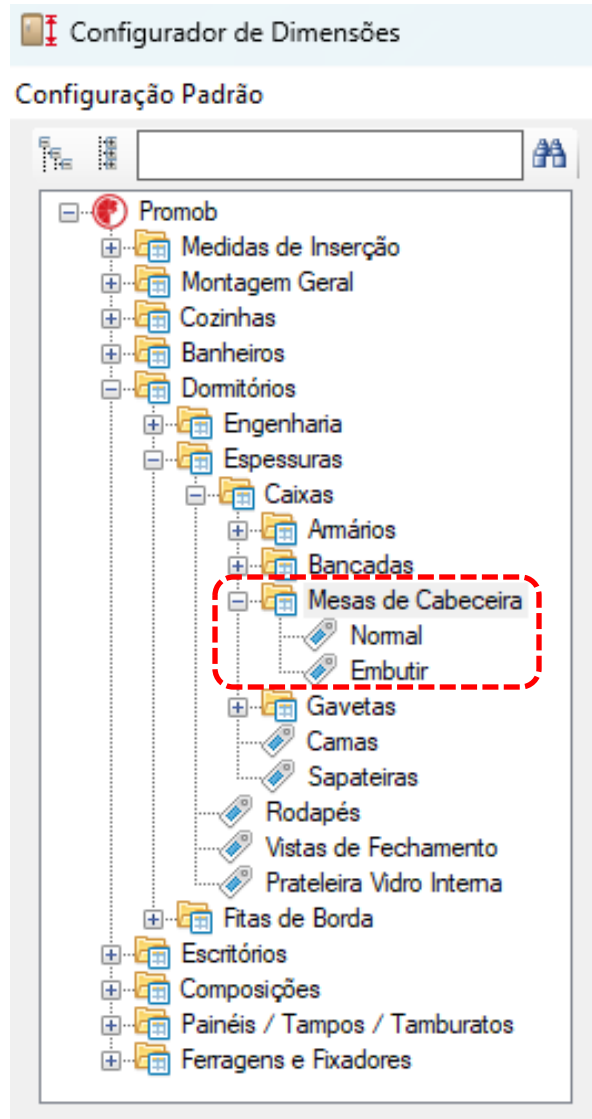 Configurador de Dimensões
Configuração Padrão
Promob
Medidas de Inserção
Montagem Geral
Cozinhas
Banheiros
Dormitórios
Engenharia
Espessuras
Caixas
Armários
Bancadas
Mesas de Cabeceira
Normal
Embutir
Gavetas
Camas
Sapateiras
Rodapés
Vistas de Fechamento
Prateleira Vidro Interna
Fitas de Borda
Escritórios
Composições
Painéis / Tampos / Tamburatos
Ferragens e Fixadores